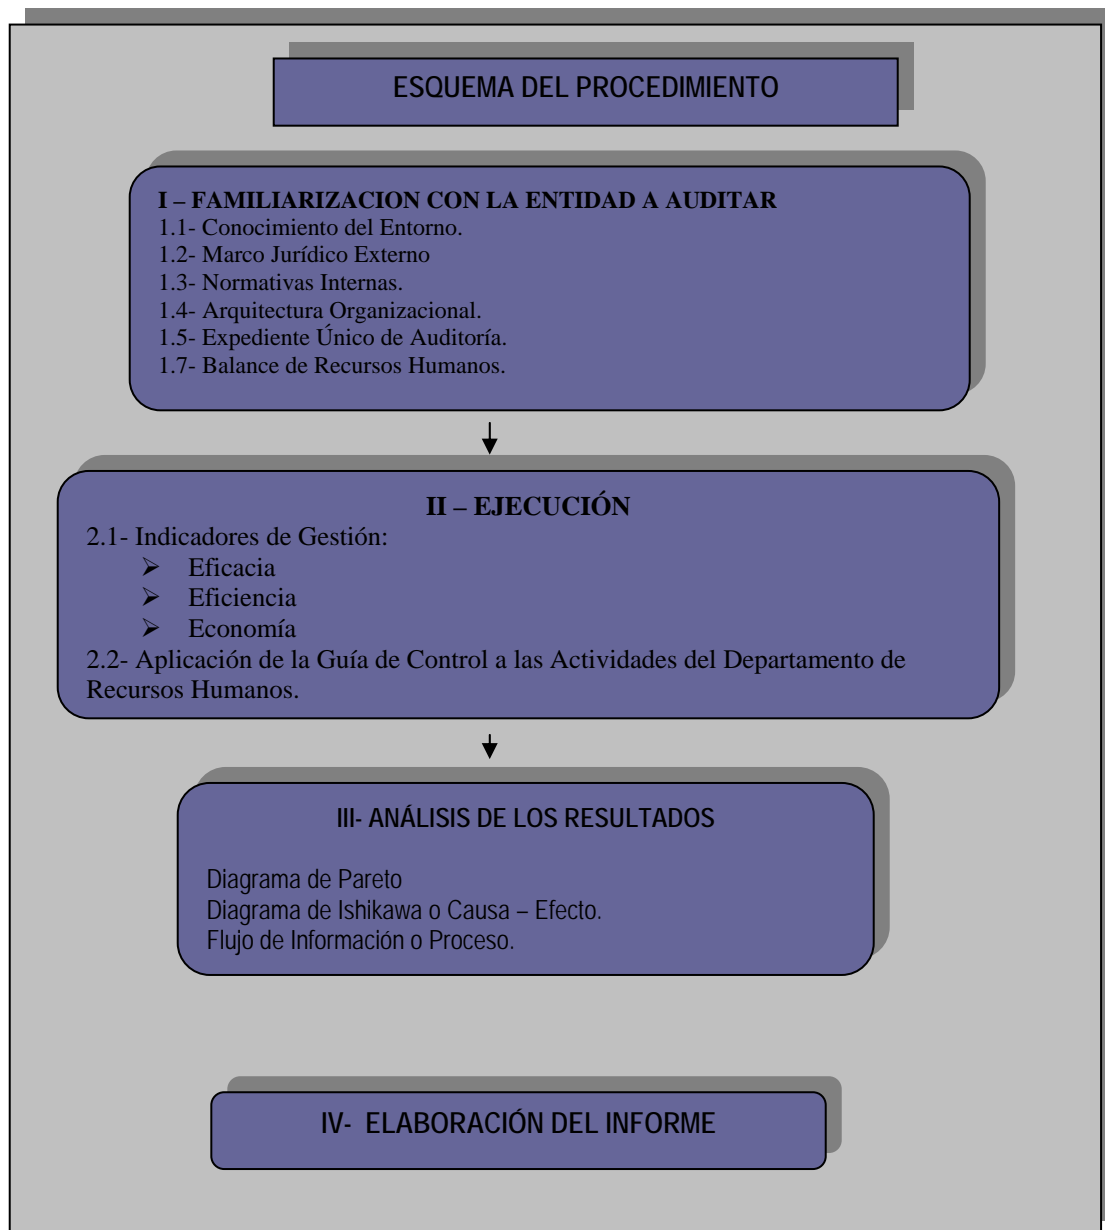 ESQUEMA DEL PROCEDIMIENTO
I – FAMILIARIZACION CON LA ENTIDAD A AUDITAR
1.1- Conocimiento del Entorno.
1.2- Marco Jurídico Externo
1.3- Normativas Internas.
1.4- Arquitectura Organizacional.
1.5- Expediente Único de Auditoría.
1.7- Balance de Recursos Humanos.
II – EJECUCIÓN
2.1- Indicadores de Gestión:
➢ Eficacia
➢ Eficiencia
➢ Economía
2.2- Aplicación de la Guía de Control a las Actividades del Departamento de
Recursos Humanos.
III- ANÁLISIS DE LOS RESULTADOS
Diagrama de Pareto
Diagrama de Ishikawa o Causa – Efecto.
Flujo de Información o Proceso.
IV- ELABORACIÓN DEL INFORME